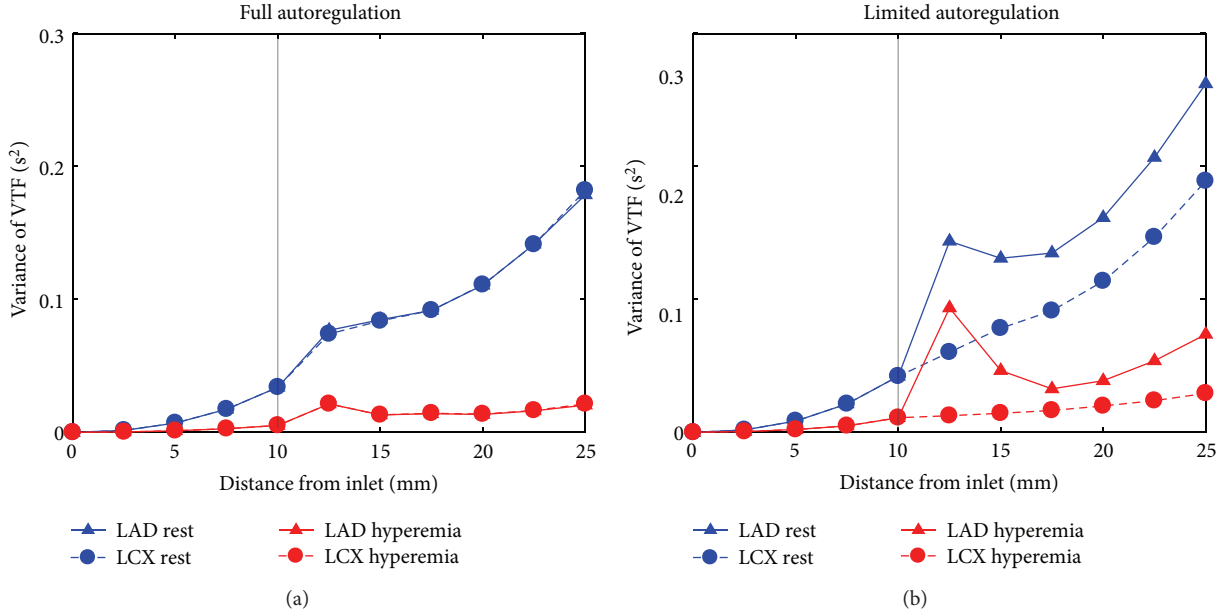 Full autoregulation
0.3
0.2
0.1
0
Variance of VTF (s²)
0 5 10 15 20 25
Distance from inlet (mm)
LAD rest
LCX rest
LAD hyperemia
LCX hyperemia
(a)
Limited autoregulation
0.3
0.2
0.1
0
Variance of VTF (s²)
0 5 10 15 20 25
Distance from inlet (mm)
LAD rest
LCX rest
LAD hyperemia
LCX hyperemia
(b)